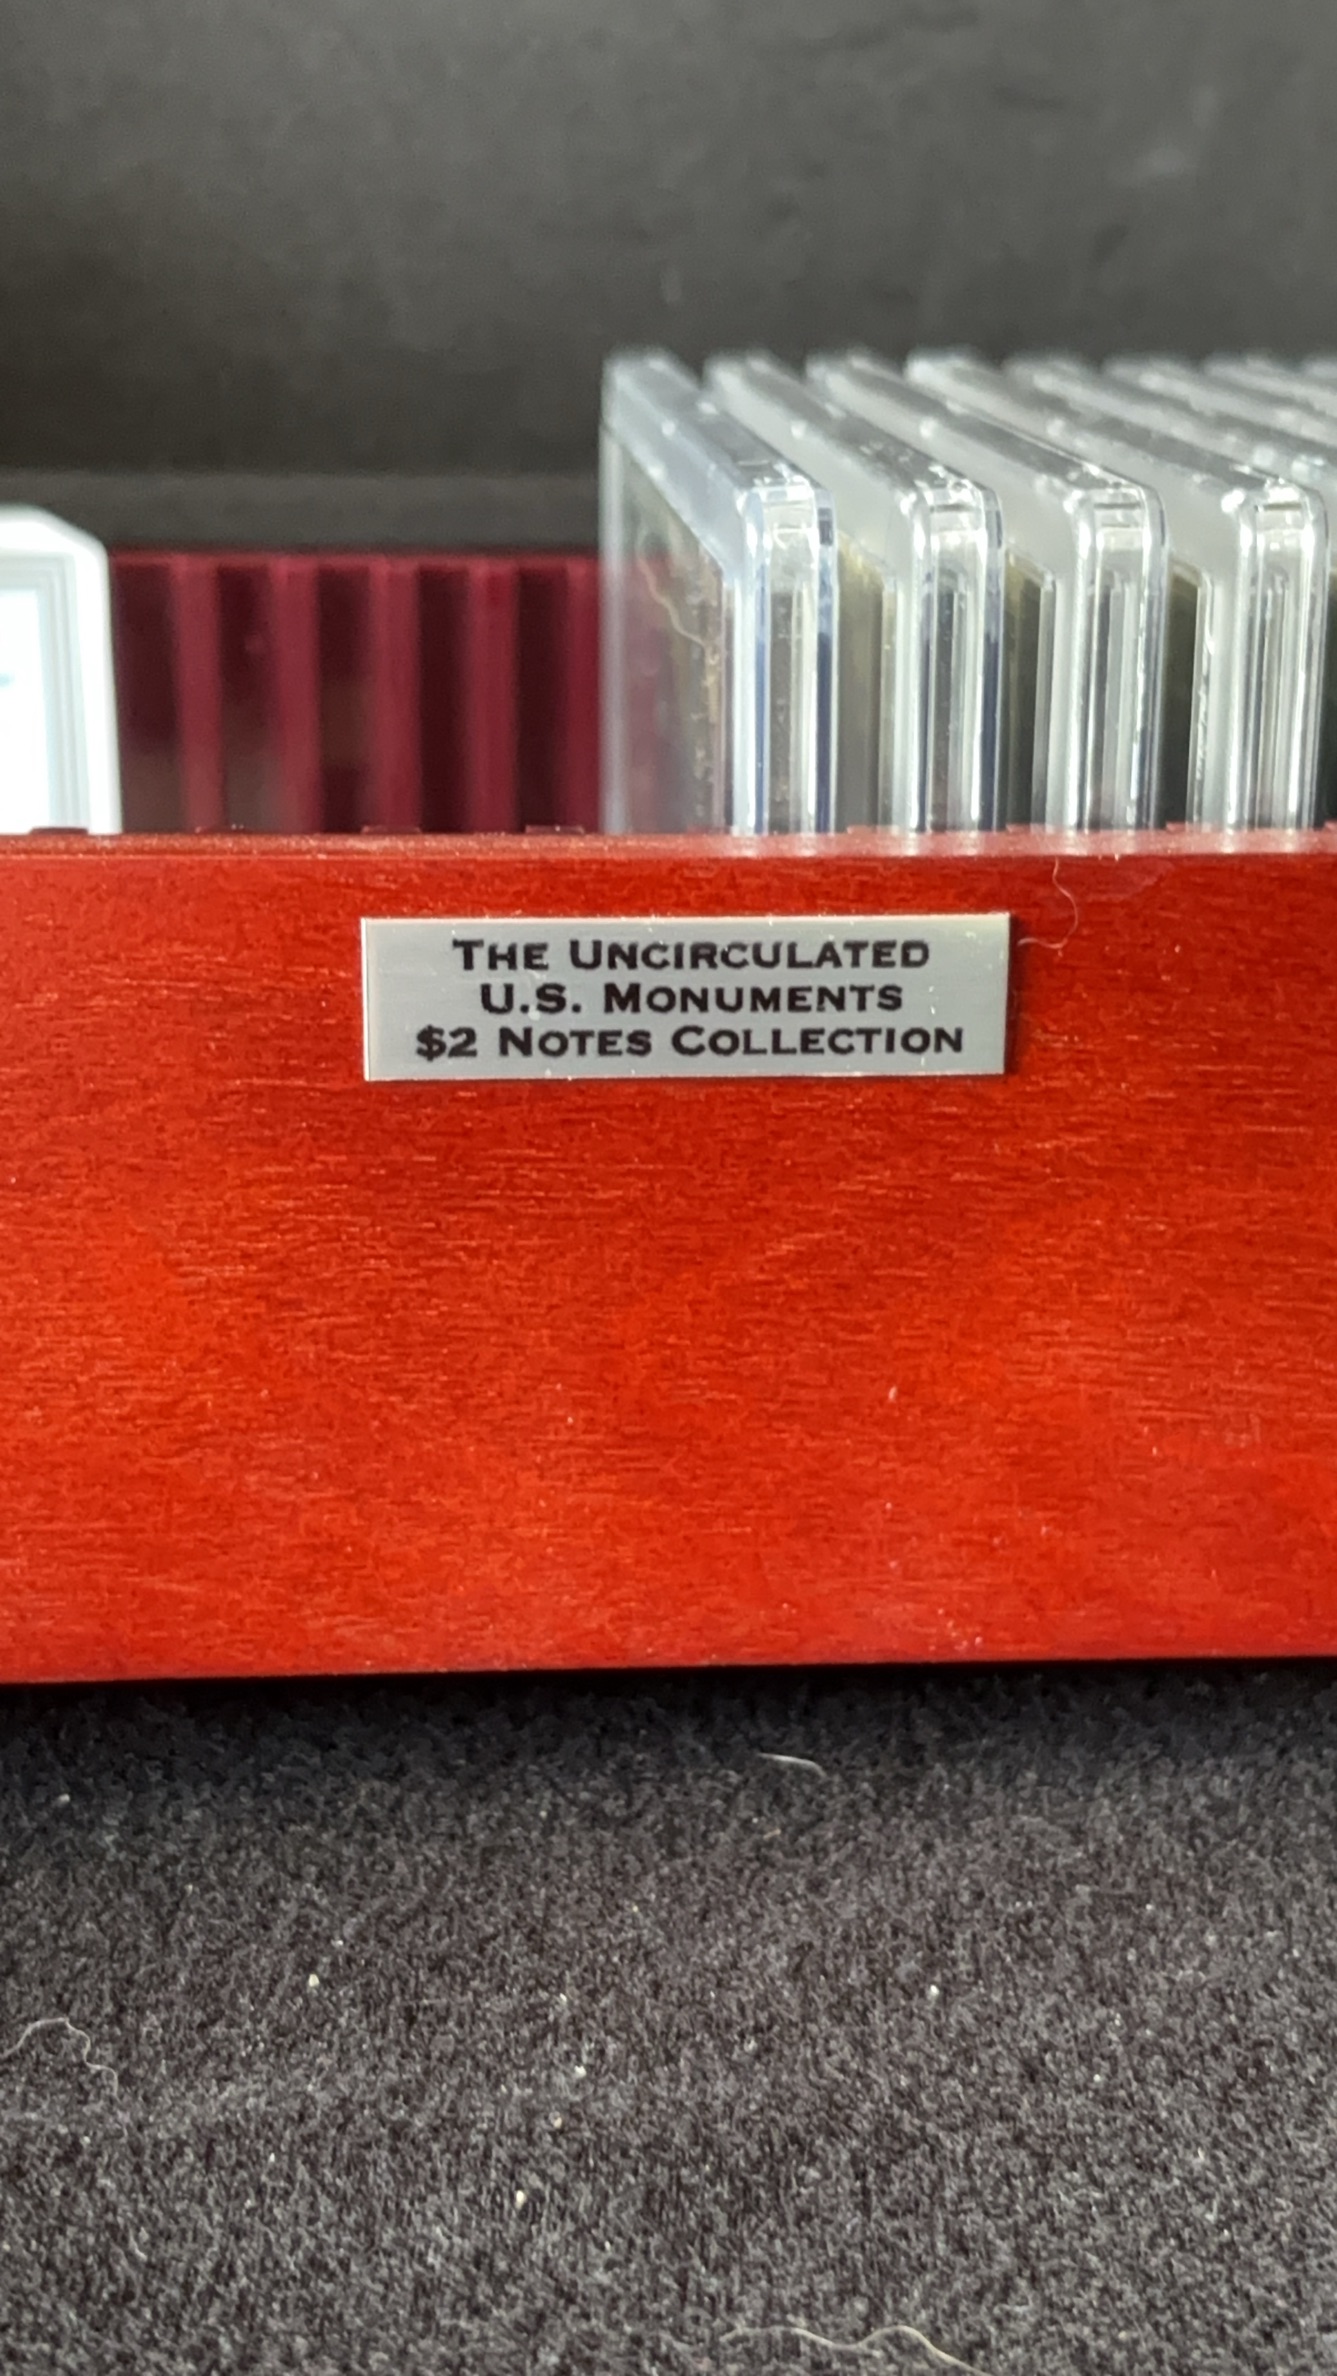 The Uncirculated
U.S. Monuments
$2 Notes Collection